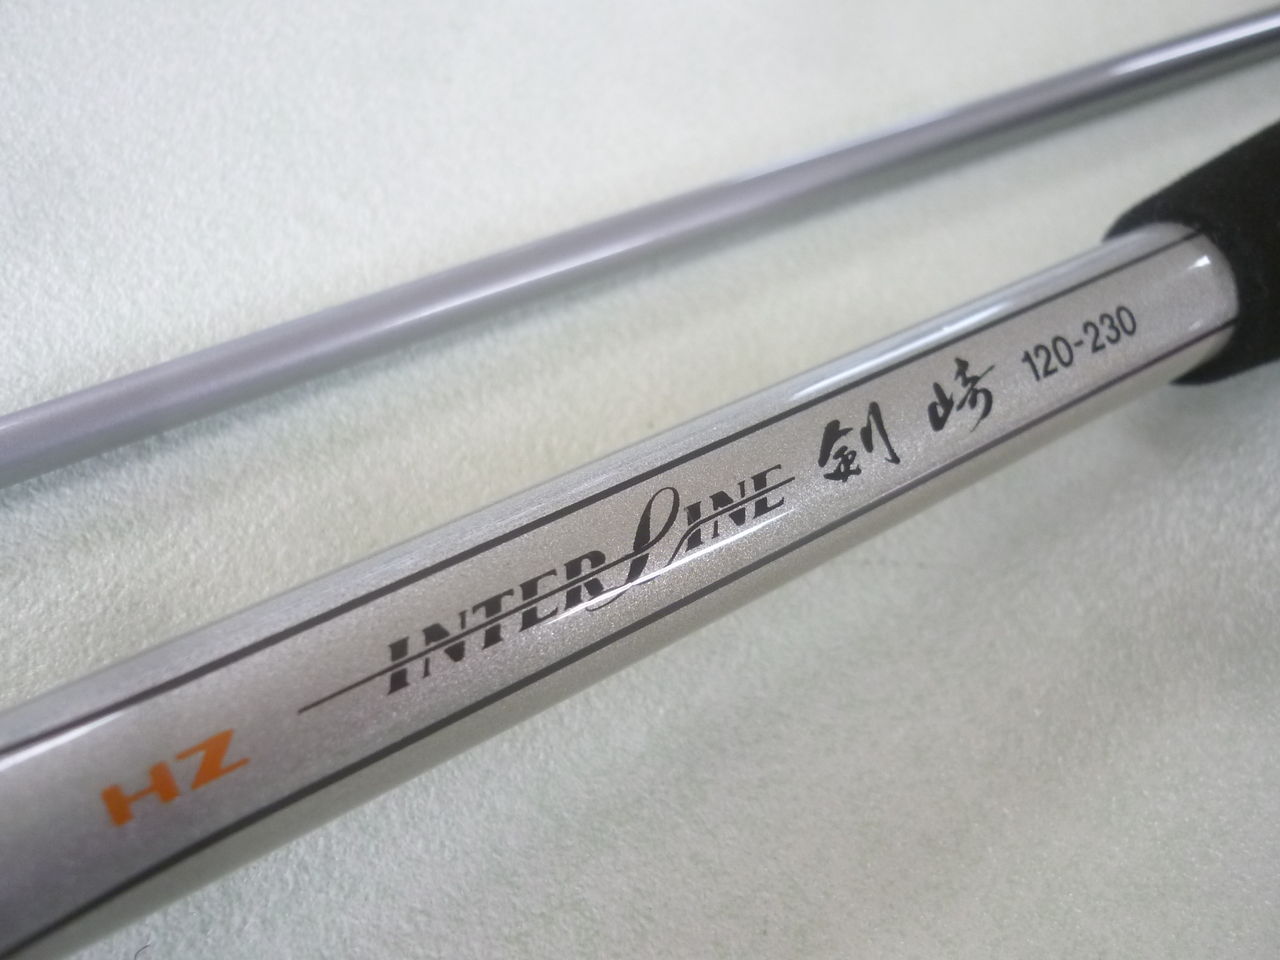 HZ INTERLINE 剣崎 120-230